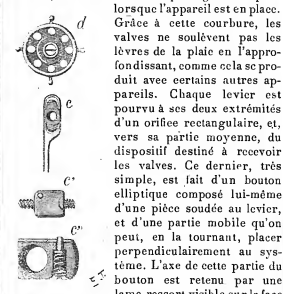 d
e
e'
e"
lorsque l'appareil est en place.
Grâce à cette courbure, les
valves ne soulèvent pas les
lèvres de la plaie en l'appro-
fondissant, comme cela se pro-
duit avec certains autres ap-
pareils. Chaque levier est
pourvu à ses deux extrémités
d'un orifice rectangulaire, et,
vers sa partie moyenne, du
dispositif destiné à recevoir
les valves. Ce dernier, très
simple, est fait d'un bouton
elliptique composé lui-même
d'une pièce soudée au levier,
et d'une partie mobile qu'on
peut, en la tournant, placer
perpendiculairement au sys-
tème. L'axe de cette partie du
bouton est retenu par une